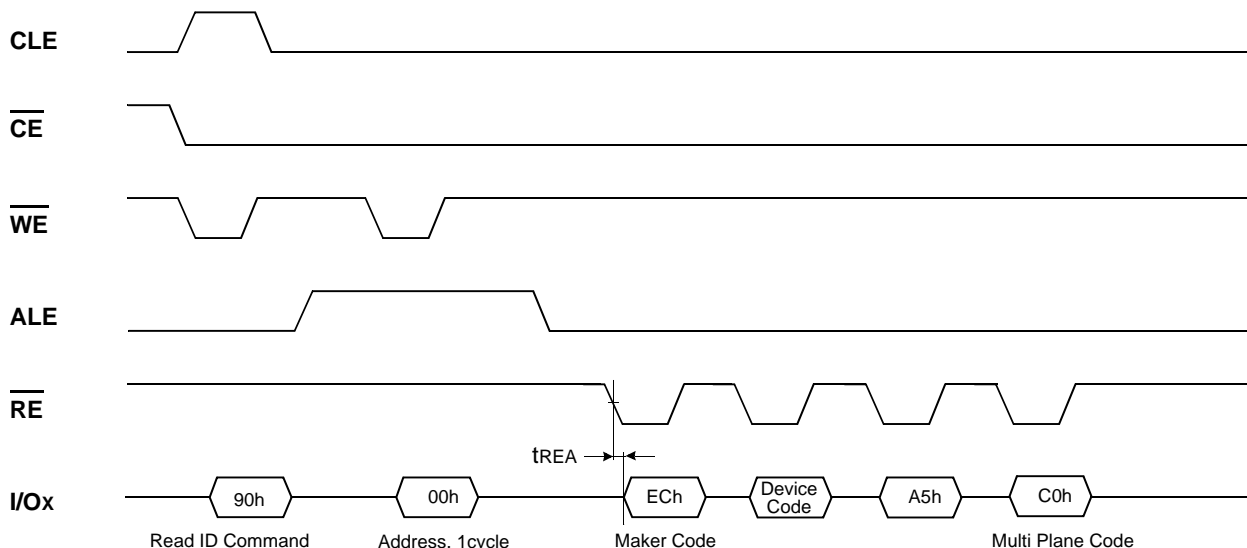 CLE
CE
WE
ALE
RE
tREA
I/Ox
90h
00h
ECh
Device
Code
A5h
C0h
Read ID Command
Address. 1cycle
Maker Code
Multi Plane Code